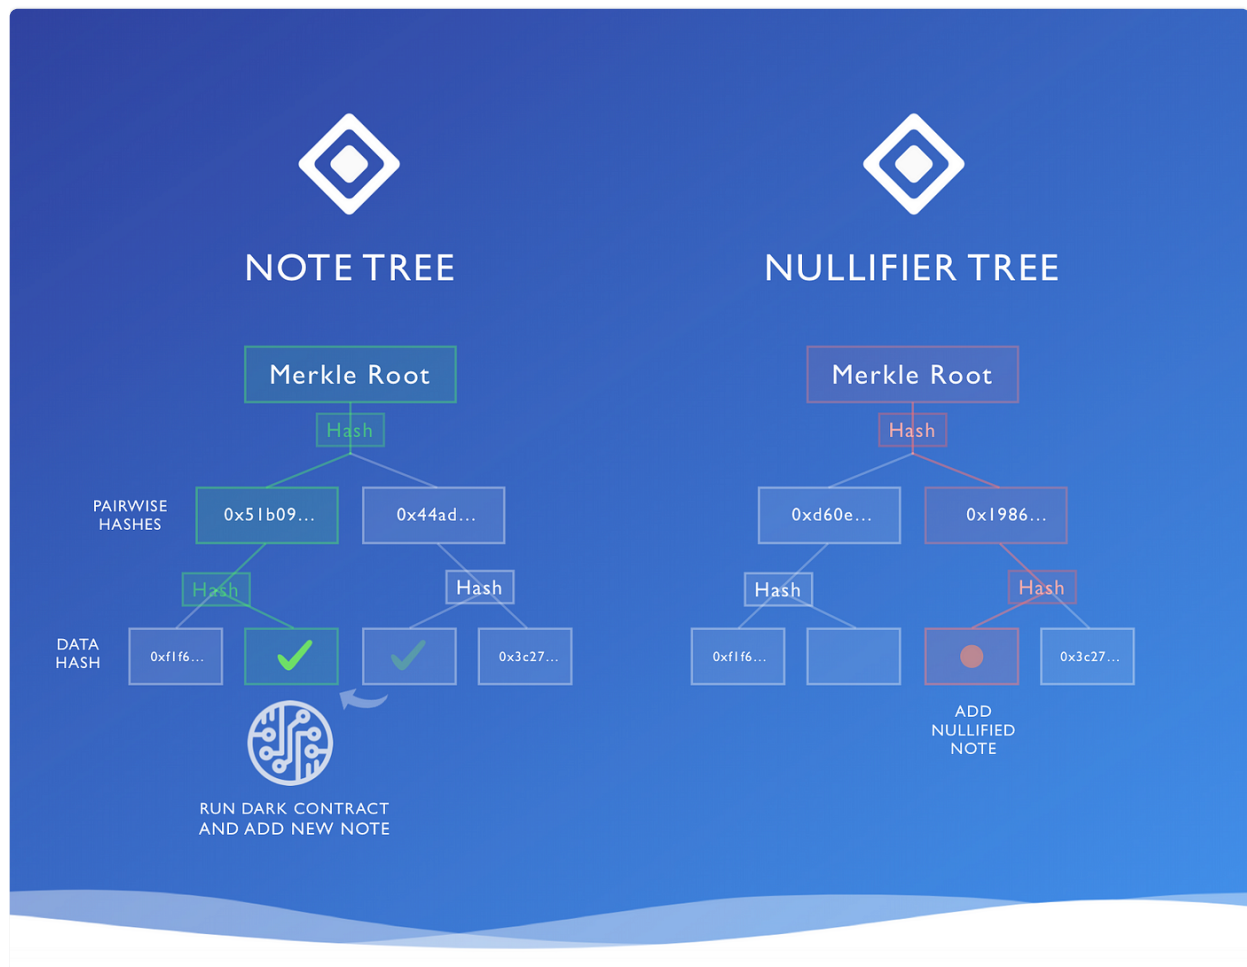 NOTE TREE
NULLIFIER TREE
Merkle Root
Merkle Root
Hash
Hash
PAIRWISE
HASHES
0x51b09...
0x44ad...
0xd60e...
0x1986...
Hash
Hash
Hash
Hash
DATA
HASH
0xf1f6...
0x3c27...
0xf1f6...
0x3c27...
ADD
NULLIFIED
NOTE
RUN DARK CONTRACT
AND ADD NEW NOTE